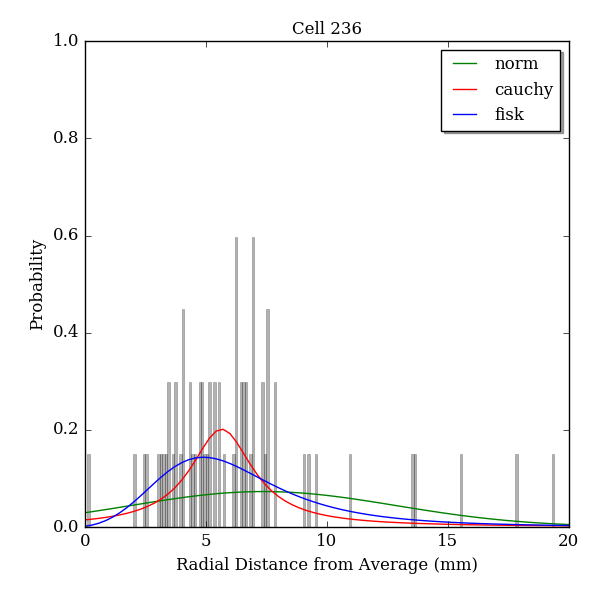 Cell 236
1.0
0.8
0.6
0.4
0.2
0.0
Probability
norm
cauchy
fisk
0 5 10 15 20
Radial Distance from Average (mm)